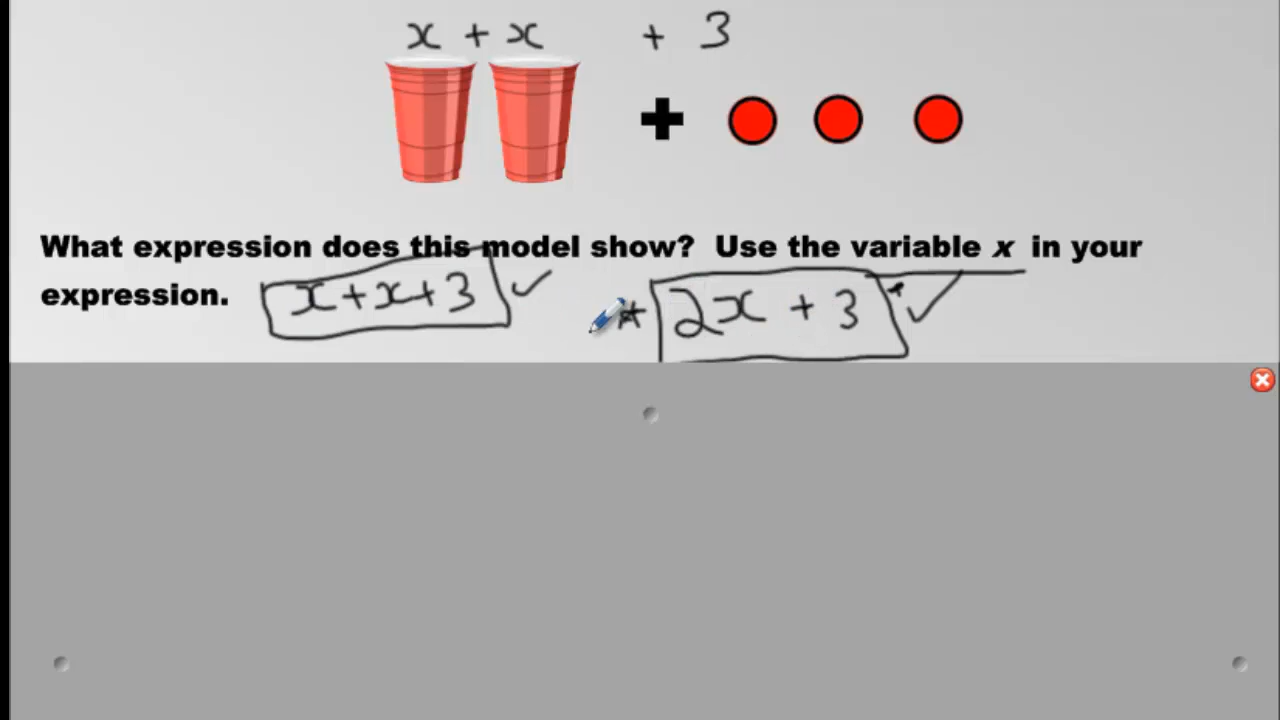 x + x + 3
What expression does this model show? Use the variable x in your
expression. x+x+3 2x + 3